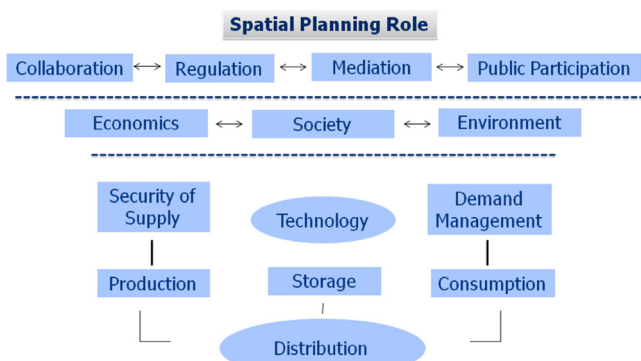 Spatial Planning Role
Collaboration
Regulation
Mediation
Public Participation
Economics
Society
Environment
Security of
Supply
Technology
Demand
Management
Production
Storage
Consumption
Distribution